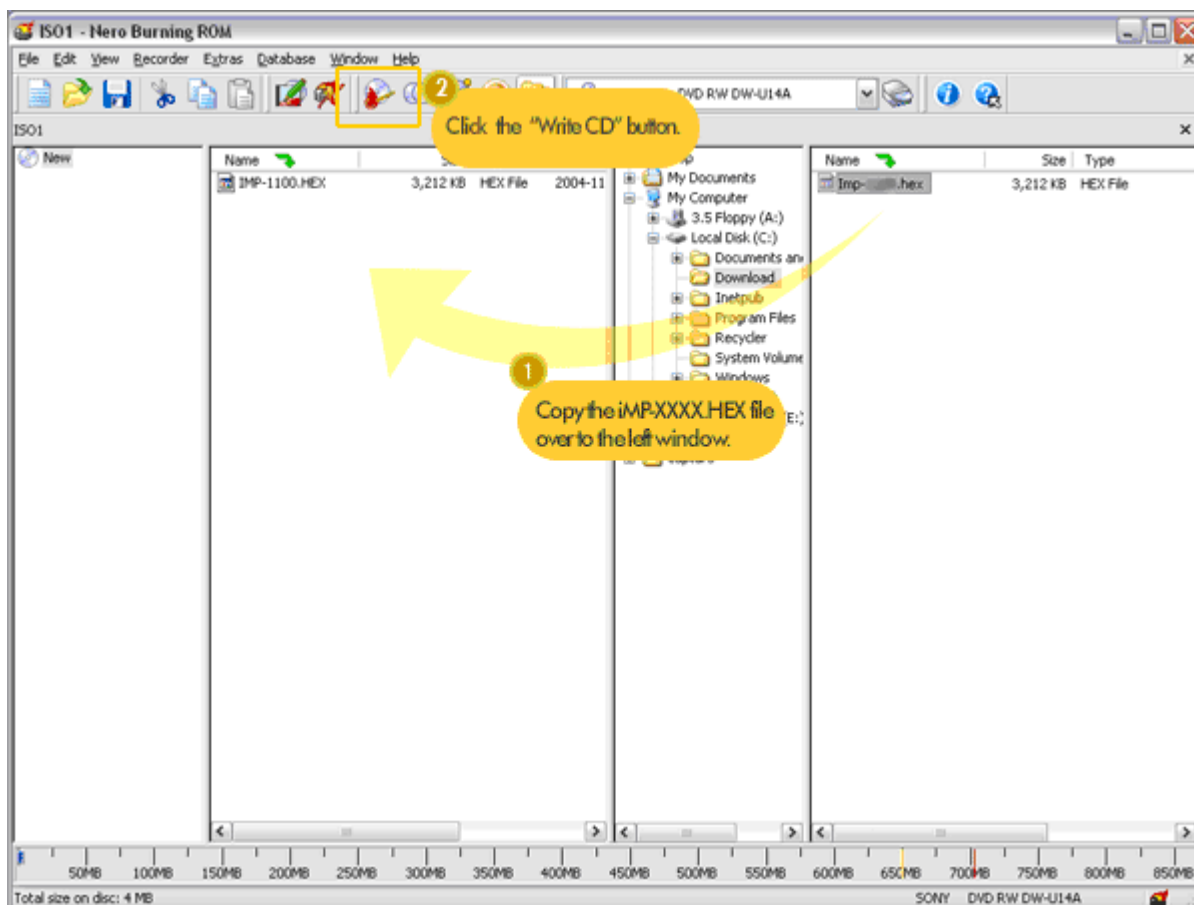 ISO1 - Nero Burning ROM
File Edit View Recorder Extras Database Window Help
2
DVD RW DW-U14A
Click the "Write CD" button.
ISO1
New
Name
IMP-1100.HEX 3,212 KB HEX File 2004-11
My Documents
My Computer
3.5 Floppy (A:)
Local Disk (C:)
Documents an
Download
Inetpub
Program Files
Recycler
System Volume
Windows
E:)
Name Size Type
Imp- .hex 3,212 KB HEX File
1
Copy the iMP-XXXX.HEX file
over to the left window.
50MB 100MB 150MB 200MB 250MB 300MB 350MB 400MB 450MB 500MB 550MB 600MB 650MB 700MB 750MB 800MB 850MB
Total size on disc: 4 MB
SONY DVD RW DW-U14A